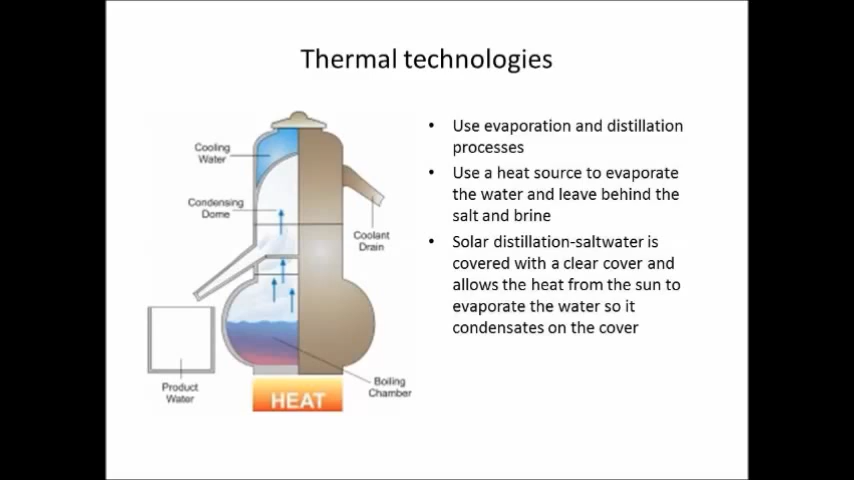 Thermal technologies
Cooling
Water
Condensing
Dome
Coolant
Drain
Product
Water
Boiling
Chamber
HEAT
• Use evaporation and distillation
processes
• Use a heat source to evaporate
the water and leave behind the
salt and brine
• Solar distillation-saltwater is
covered with a clear cover and
allows the heat from the sun to
evaporate the water so it
condensates on the cover